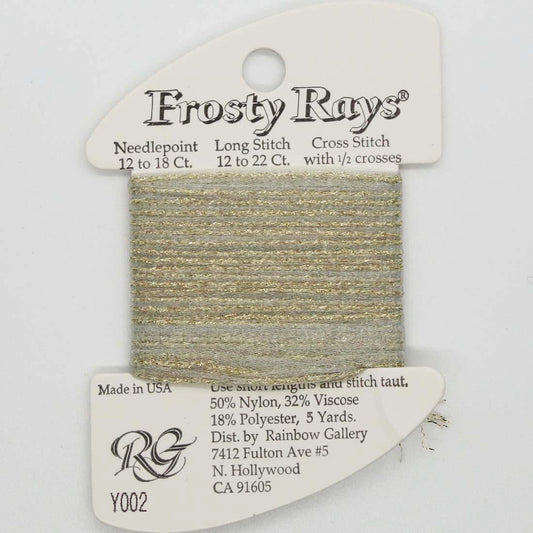 Frosty Rays®
Needlepoint Long Stitch Cross Stitch
12 to 18 Ct. 12 to 22 Ct. with 1/2 crosses
Made in USA
Use short lengths and stitch taut.
50% Nylon, 32% Viscose
18% Polyester, 5 Yards.
Dist. by Rainbow Gallery
7412 Fulton Ave #5
N. Hollywood
CA 91605
RG
Y002